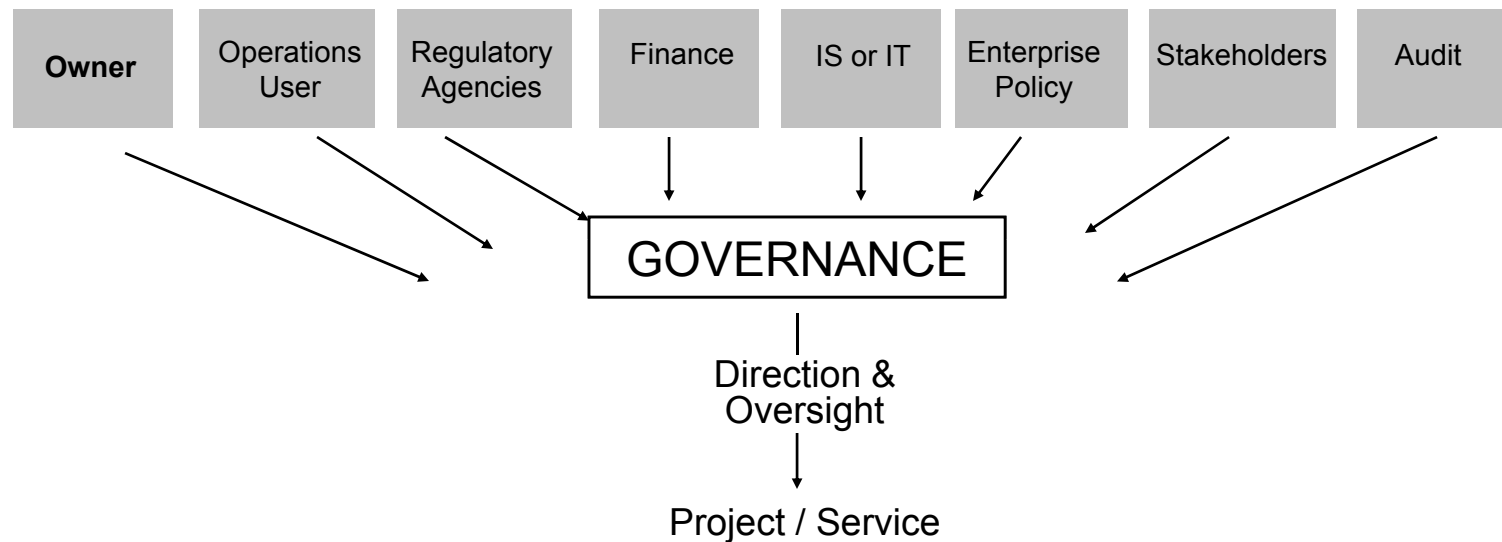 Owner
Operations
User
Regulatory
Agencies
Finance
IS or IT
Enterprise
Policy
Stakeholders
Audit
GOVERNANCE
Direction &
Oversight
Project / Service